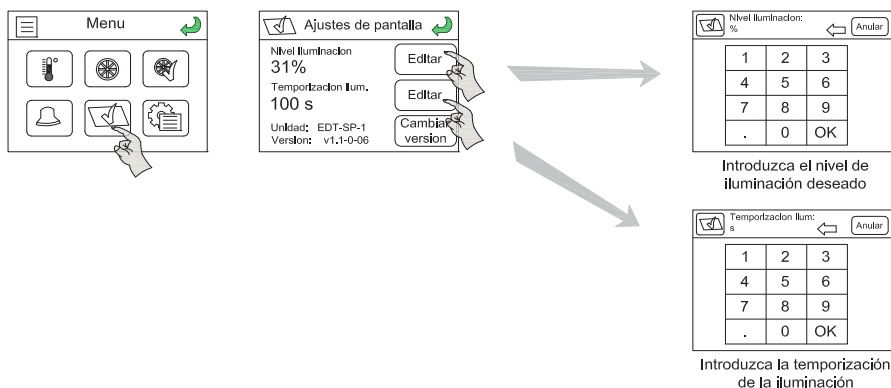 Menu
Ajustes de pantalla
Nivel Iluminacion
31%
Editar
Temporizacion Ilum.
100 s
Editar
Unidad: EDT-SP-1
Version: v1.1-0-06
Cambiar
version
Nivel Iluminacion:
%
Anular
1 2 3
4 5 6
7 8 9
. 0 OK
Introduzca el nivel de
iluminación deseado
Temporizacion Ilum:
s
Anular
1 2 3
4 5 6
7 8 9
. 0 OK
Introduzca la temporización
de la iluminación